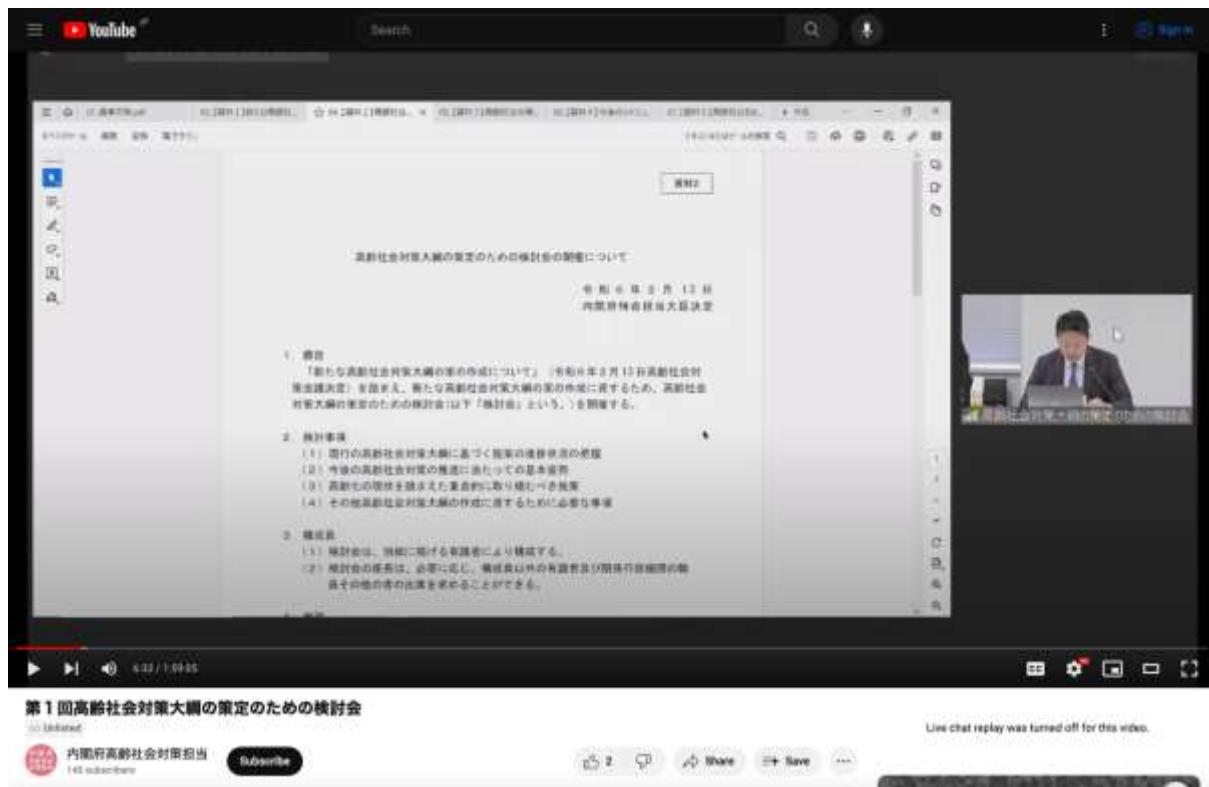 YouTube
Search
Sign in
資料2
高齢社会対策大綱の策定のための検討会の開催について
令和6年2月13日
内閣府特命担当大臣決定
1. 趣旨
「新たな高齢社会対策大綱の案の作成について」(令和6年2月13日高齢社会対
策会議決定)を踏まえ、新たな高齢社会対策大綱の案の作成に資するため、高齢社会
対策大綱の策定のための検討会(以下「検討会」という。)を開催する。
2. 検討事項
(1) 現行の高齢社会対策大綱に基づく施策の進捗状況の把握
(2) 今後の高齢社会対策の推進に当たっての基本姿勢
(3) 高齢化の現状を踏まえた重点的に取り組むべき施策
(4) その他高齢社会対策大綱の作成に資するために必要な事項
3. 構成員
(1) 検討会は、別紙に掲げる有識者により構成する。
(2) 検討会の座長は、必要に応じ、構成員以外の有識者及び関係行政機関の職
員その他の者の出席を求めることができる。
高齢社会対策大綱の策定のための検討会
6:32 / 1:59:05
第1回高齢社会対策大綱の策定のための検討会
Unlisted
Live chat replay was turned off for this video.
内閣府高齢社会対策担当
Subscribe
2
Share
Save
subscribers